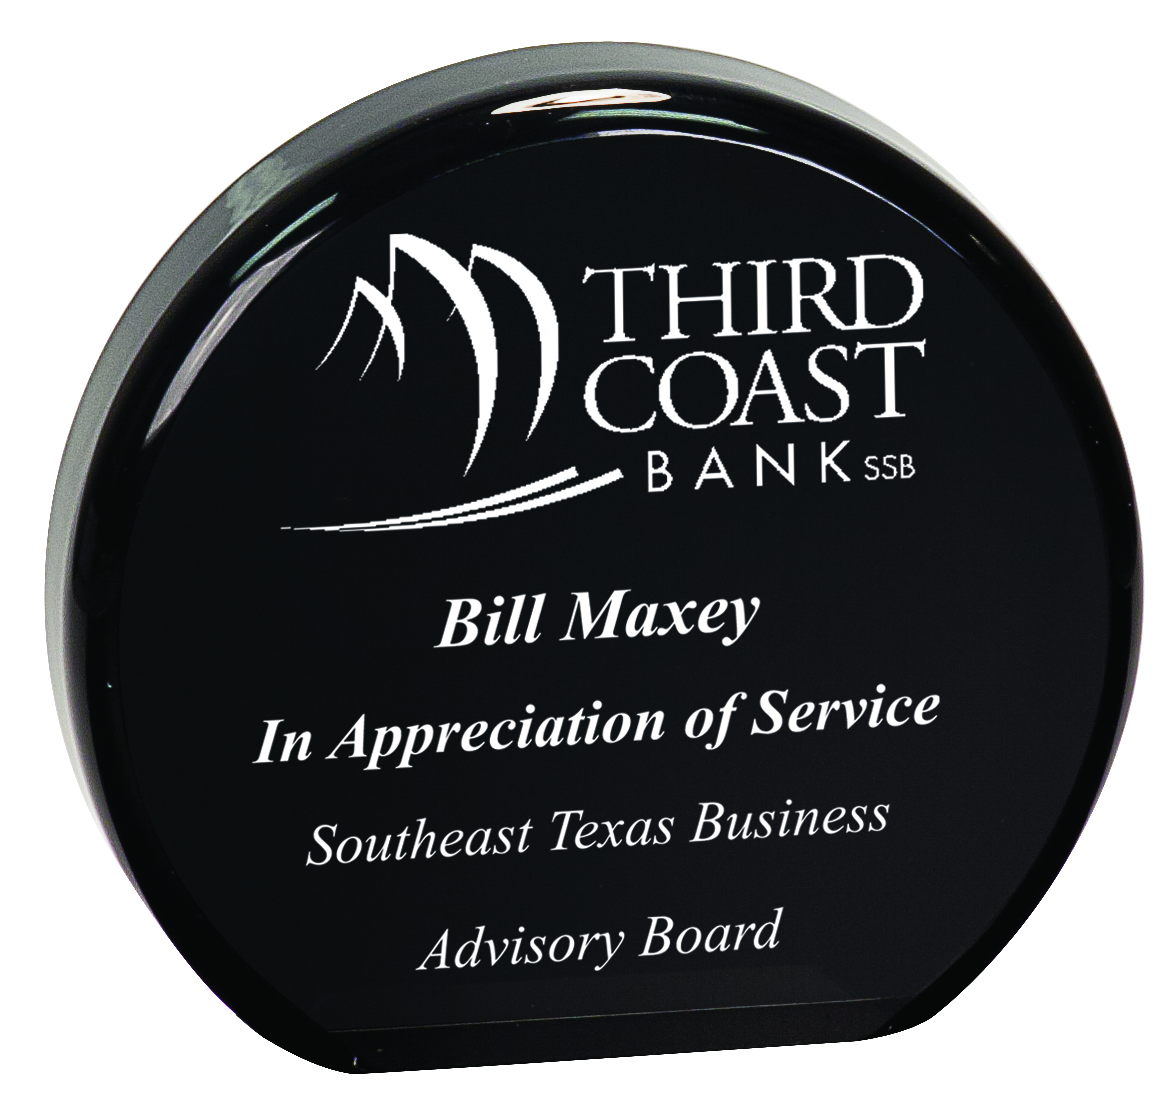 THIRD
COAST
BANK SSB
Bill Maxey
In Appreciation of Service
Southeast Texas Business
Advisory Board